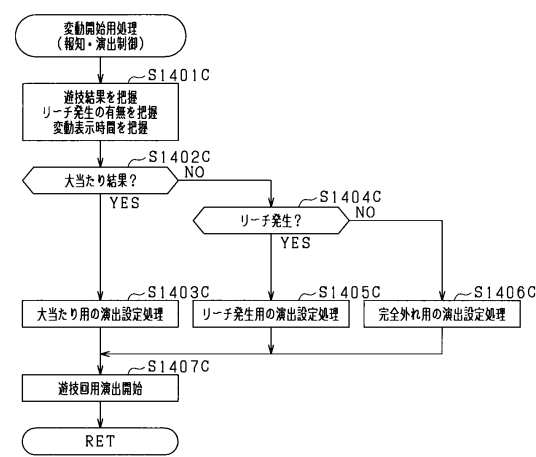 変動開始用処理
(報知・演出制御)
S1401C
遊技結果を把握
リーチ発生の有無を把握
変動表示時間を把握
S1402C
大当たり結果?
NO
YES
S1404C
リーチ発生?
NO
YES
S1403C
大当たり用の演出設定処理
S1405C
リーチ発生用の演出設定処理
S1406C
完全外れ用の演出設定処理
S1407C
遊技回用演出開始
RET